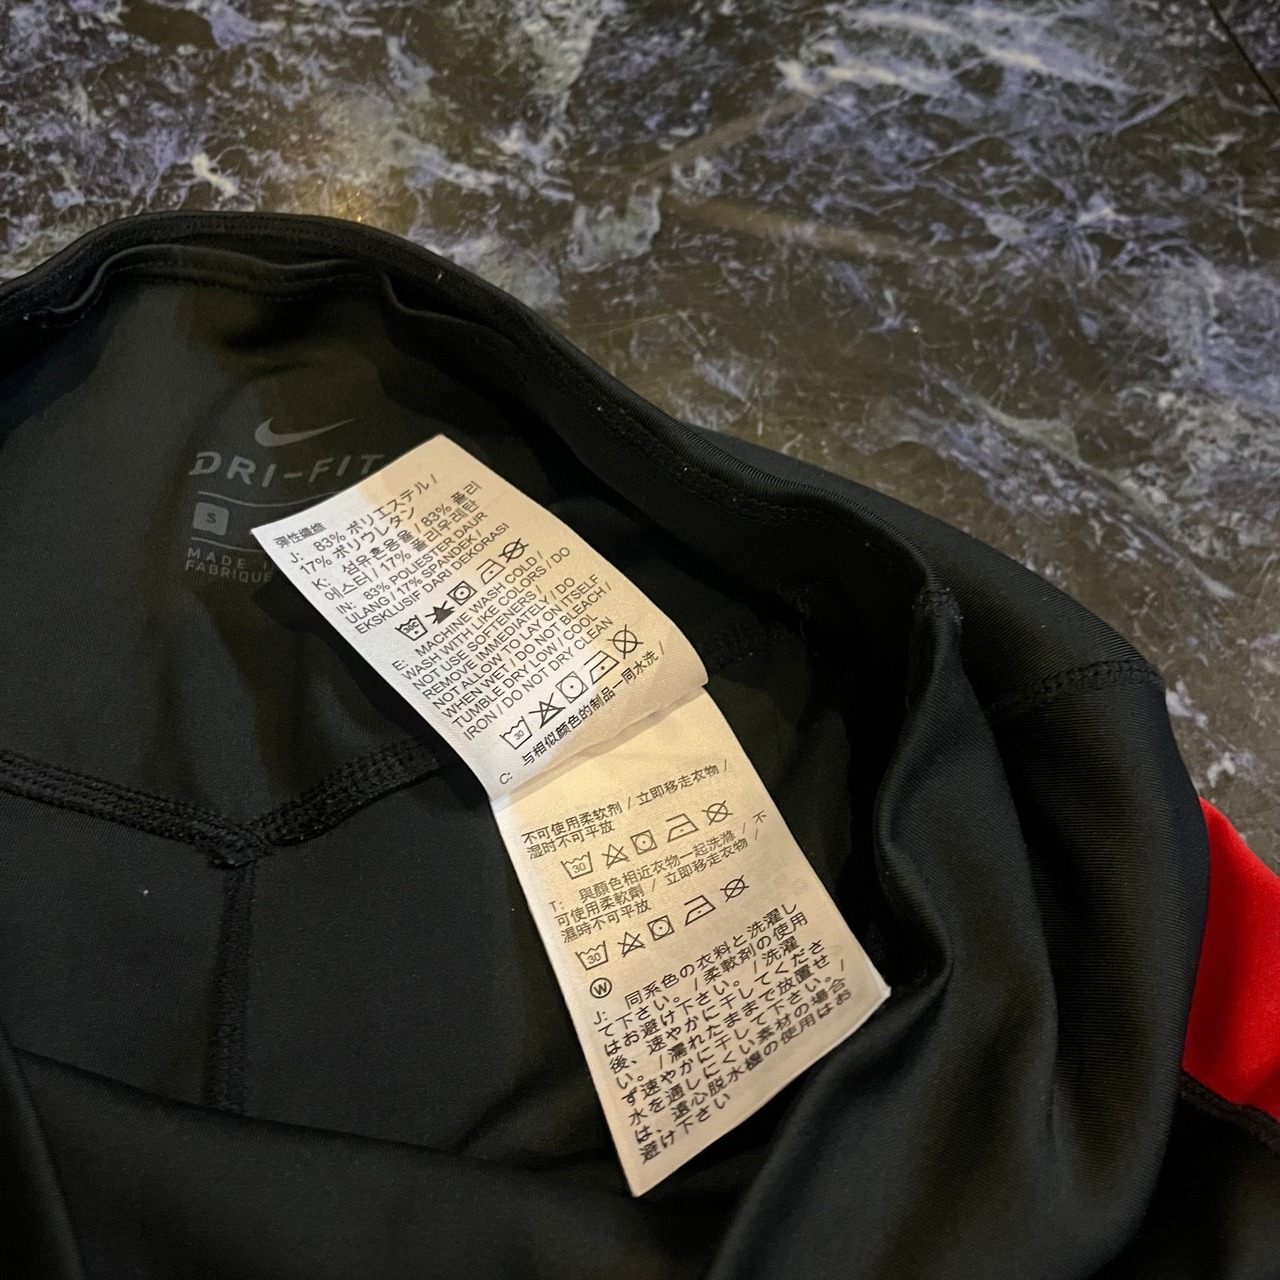 DRI-FIT
S
MADE I
FABRIQUE
彈性纖維
J: 83% ポリエステル /
17% ポリウレタン
K: 섬유혼용율 / 83% 폴리
에스터 / 17% 폴리우레탄
IN: 83% POLIESTER DAUR
ULANG / 17% SPANDEK /
EKSKLUSIF DARI DEKORASI
30
E: MACHINE WASH COLD /
WASH WITH LIKE COLORS / DO
NOT USE SOFTENERS /
REMOVE IMMEDIATELY / DO
NOT ALLOW TO LAY ON ITSELF
WHEN WET / DO NOT BLEACH /
TUMBLE DRY LOW / COOL
IRON / DO NOT DRY CLEAN
30
C: 与相似颜色的制品一同水洗 /
不可使用柔软剂 / 立即移走衣物 /
湿时不可平放
30
T: 與顏色相近衣物一起洗滌 / 不
可使用柔軟劑 / 立即移走衣物 /
濕時不可平放
30
W
J: 同系色の衣料と洗濯し
て下さい。 / 柔軟剤の使用
はお避け下さい。 / 洗濯
後、速やかに干してくださ
い。 / 濡れたままで放置せ
ず速やかに干して下さい。 /
水を通しにくい素材の場合
は、遠心脱水機の使用はお
避け下さい